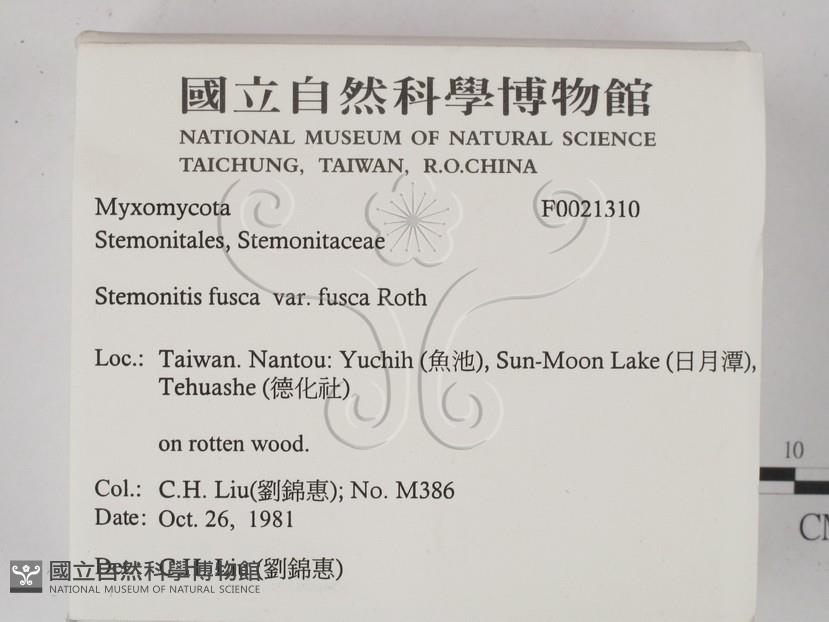 國立自然科學博物館
NATIONAL MUSEUM OF NATURAL SCIENCE
TAICHUNG, TAIWAN, R.O.CHINA
Myxomycota F0021310
Stemonitales, Stemonitaceae
Stemonitis fusca var. fusca Roth
Loc.: Taiwan. Nantou: Yuchih (魚池), Sun-Moon Lake (日月潭),
Tehuashe (德化社)
on rotten wood.
Col.: C.H. Liu(劉錦惠); No. M386
Date: Oct. 26, 1981
Det.: C.H. Liu (劉錦惠)
國立自然科學博物館
NATIONAL MUSEUM OF NATURAL SCIENCE
10